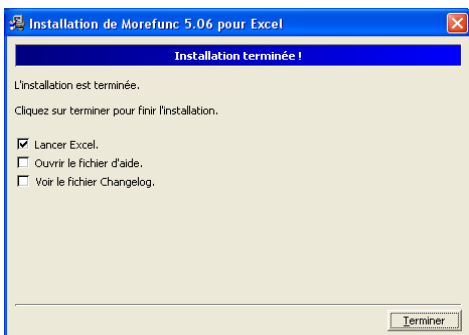 Installation de Morefunc 5.06 pour Excel
Installation terminée !
L'installation est terminée.
Cliquez sur terminer pour finir l'installation.
Lancer Excel.
Ouvrir le fichier d'aide.
Voir le fichier Changelog.
Terminer